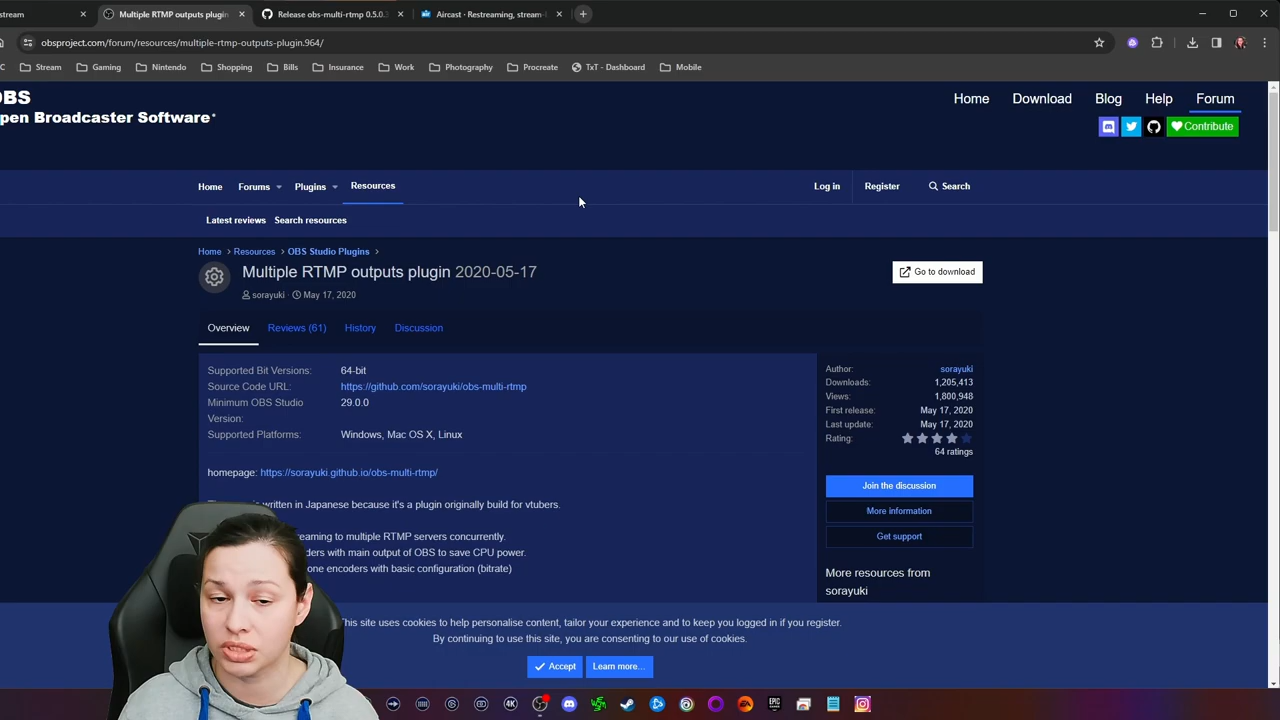 stream
Multiple RTMP outputs plugin
Release obs-multi-rtmp 0.5.0.
Aircast · Restreaming, stream-
obsproject.com/forum/resources/multiple-rtmp-outputs-plugin.964/
C
Stream
Gaming
Nintendo
Shopping
Bills
Insurance
Work
Photography
Procreate
TxT - Dashboard
Mobile
OBS
pen Broadcaster Software
Home
Download
Blog
Help
Forum
Contribute
Home
Forums
Plugins
Resources
Log in
Register
Search
Latest reviews
Search resources
Home > Resources > OBS Studio Plugins >
Multiple RTMP outputs plugin 2020-05-17
Go to download
sorayuki
May 17, 2020
Overview
Reviews (61)
History
Discussion
Supported Bit Versions: 64-bit
Source Code URL: https://github.com/sorayuki/obs-multi-rtmp
Minimum OBS Studio 29.0.0
Version:
Supported Platforms: Windows, Mac OS X, Linux
homepage: https://sorayuki.github.io/obs-multi-rtmp/
written in Japanese because it's a plugin originally build for vtubers.
reaming to multiple RTMP servers concurrently.
ders with main output of OBS to save CPU power.
one encoders with basic configuration (bitrate)
Author: sorayuki
Downloads: 1,205,413
Views: 1,800,948
First release: May 17, 2020
Last update: May 17, 2020
Rating:
64 ratings
Join the discussion
More information
Get support
More resources from
sorayuki
This site uses cookies to help personalise content, tailor your experience and to keep you logged in if you register.
By continuing to use this site, you are consenting to our use of cookies.
Accept
Learn more...
4K
EA
EPIC